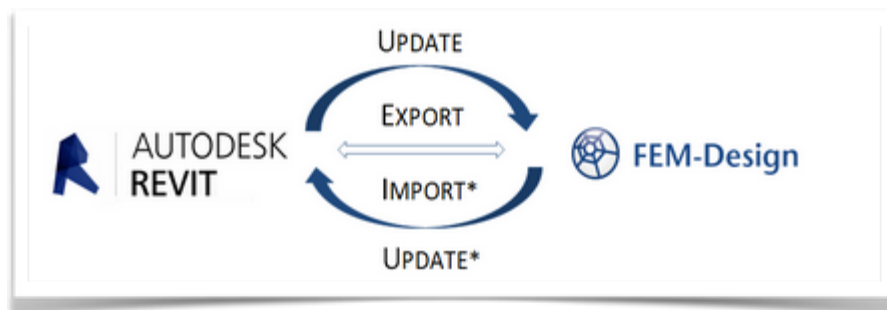 UPDATE
EXPORT
AUTODESK
REVIT
FEM-Design
IMPORT*
UPDATE*